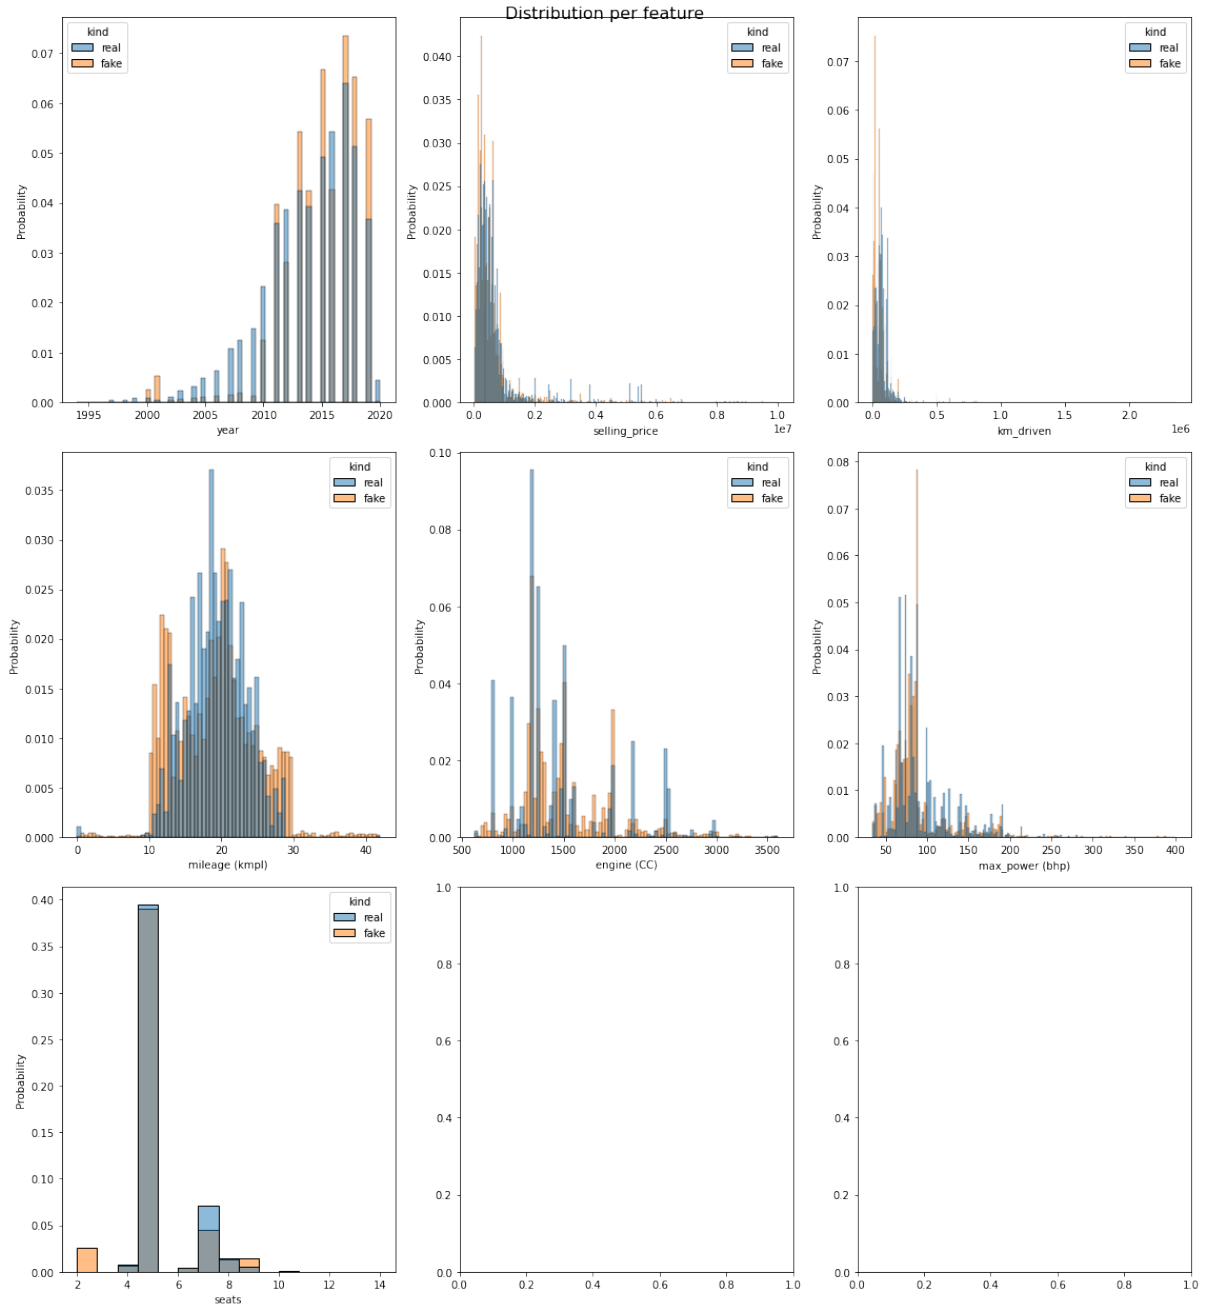 Distribution per feature
kind
real
fake
Probability
0.07
0.06
0.05
0.04
0.03
0.02
0.01
0.00
1995 2000 2005 2010 2015 2020
year
kind
real
fake
Probability
0.040
0.035
0.030
0.025
0.020
0.015
0.010
0.005
0.000
0.0 0.2 0.4 0.6 0.8 1.0
1e7
selling_price
kind
real
fake
Probability
0.07
0.06
0.05
0.04
0.03
0.02
0.01
0.00
0.0 0.5 1.0 1.5 2.0
1e6
km_driven
kind
real
fake
Probability
0.035
0.030
0.025
0.020
0.015
0.010
0.005
0.000
0 10 20 30 40
mileage (kmpl)
kind
real
fake
Probability
0.10
0.08
0.06
0.04
0.02
0.00
500 1000 1500 2000 2500 3000 3500
engine (CC)
kind
real
fake
Probability
0.08
0.07
0.06
0.05
0.04
0.03
0.02
0.01
0.00
50 100 150 200 250 300 350 400
max_power (bhp)
kind
real
fake
Probability
0.40
0.35
0.30
0.25
0.20
0.15
0.10
0.05
0.00
2 4 6 8 10 12 14
seats
1.0
0.8
0.6
0.4
0.2
0.0
0.0 0.2 0.4 0.6 0.8 1.0
1.0
0.8
0.6
0.4
0.2
0.0
0.0 0.2 0.4 0.6 0.8 1.0